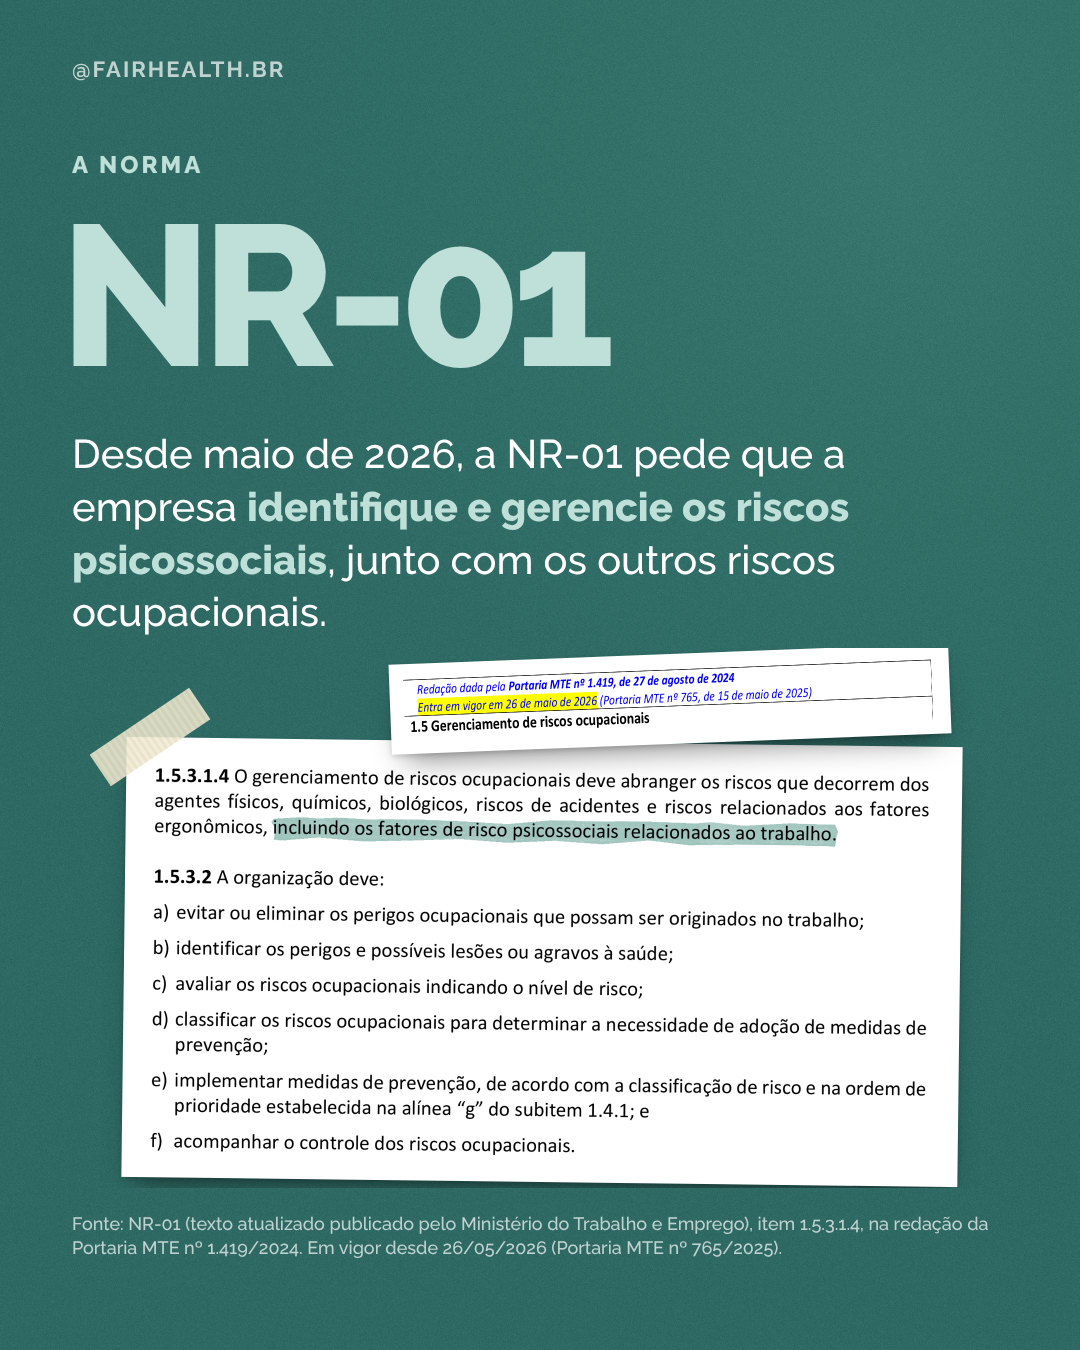 @FAIRHEALTH.BR
A NORMA
NR-01
Desde maio de 2026, a NR-01 pede que a
empresa identifique e gerencie os riscos
psicossociais, junto com os outros riscos
ocupacionais.
Redação dada pela Portaria MTE nº 1.419, de 27 de agosto de 2024
Entra em vigor em 26 de maio de 2026 (Portaria MTE nº 765, de 15 de maio de 2025)
1.5 Gerenciamento de riscos ocupacionais
1.5.3.1.4 O gerenciamento de riscos ocupacionais deve abranger os riscos que decorrem dos
agentes físicos, químicos, biológicos, riscos de acidentes e riscos relacionados aos fatores
ergonômicos, incluindo os fatores de risco psicossociais relacionados ao trabalho.
1.5.3.2 A organização deve:
a) evitar ou eliminar os perigos ocupacionais que possam ser originados no trabalho;
b) identificar os perigos e possíveis lesões ou agravos à saúde;
c) avaliar os riscos ocupacionais indicando o nível de risco;
d) classificar os riscos ocupacionais para determinar a necessidade de adoção de medidas de
prevenção;
e) implementar medidas de prevenção, de acordo com a classificação de risco e na ordem de
prioridade estabelecida na alínea “g” do subitem 1.4.1; e
f) acompanhar o controle dos riscos ocupacionais.
Fonte: NR-01 (texto atualizado publicado pelo Ministério do Trabalho e Emprego), item 1.5.3.1.4, na redação da
Portaria MTE nº 1.419/2024. Em vigor desde 26/05/2026 (Portaria MTE nº 765/2025).